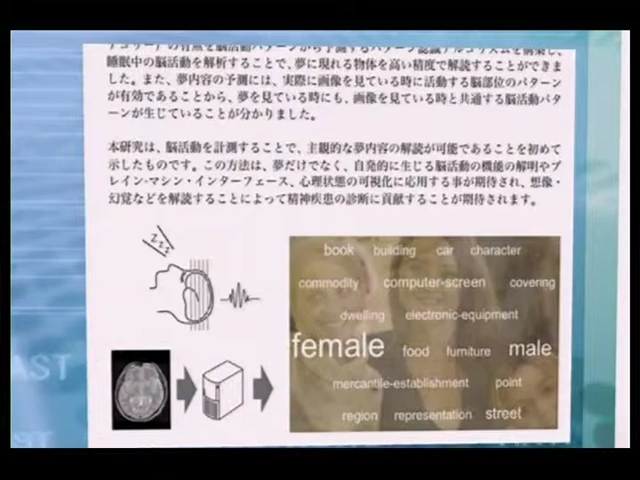 睡眠中の脳活動を解析することで、夢に現れる物体を高い精度で解読することができま
した。また、夢内容の予測には、実際に画像を見ている時に活動する脳部位のパターン
が有効であることから、夢を見ている時にも、画像を見ている時と共通する脳活動パタ
ーンが生じていることが分かりました。
本研究は、脳活動を計測することで、主観的な夢内容の解読が可能であることを初めて
示したものです。この方法は、夢だけでなく、自発的に生じる脳活動の機能の解明やブ
レイン-マシン・インターフェース、心理状態の可視化に応用する事が期待され、想像・
幻覚などを解読することによって精神疾患の診断に貢献することが期待されます。
zzz
book building car character
commodity computer-screen covering
dwelling electronic-equipment
female food furniture male
mercantile-establishment point
region representation street
AST